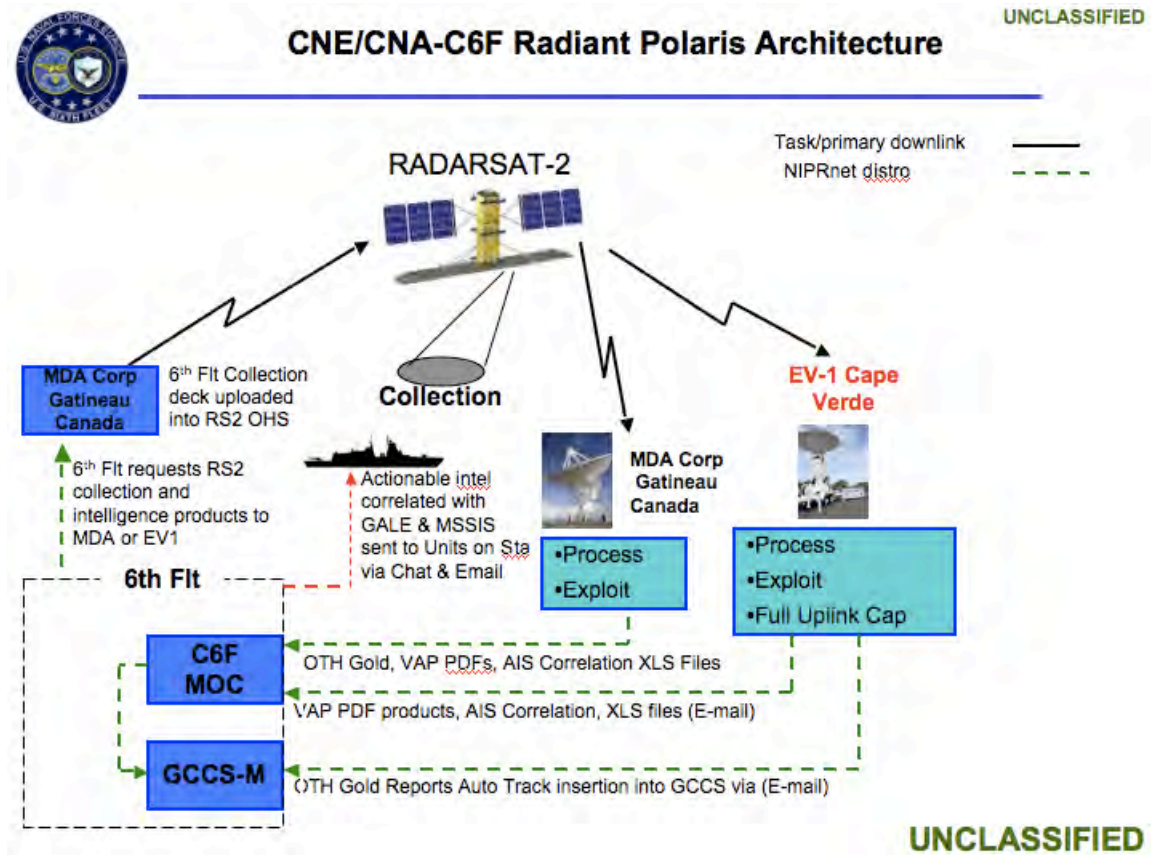 UNCLASSIFIED
CNE/CNA-C6F Radiant Polaris Architecture
U.S. NAVAL FORCES EUROPE
U.S. SIXTH FLEET
Task/primary downlink
NIPRnet distro
RADARSAT-2
MDA Corp
Gatineau
Canada
6th Flt Collection
deck uploaded
into RS2 OHS
Collection
EV-1 Cape
Verde
6th Flt requests RS2
collection and
intelligence products to
MDA or EV1
Actionable intel
correlated with
GALE & MSSIS
sent to Units on Sta
via Chat & Email
MDA Corp
Gatineau
Canada
•Process
•Exploit
•Process
•Exploit
•Full Uplink Cap
6th Flt
C6F
MOC
OTH Gold, VAP PDFs, AIS Correlation XLS Files
VAP PDF products, AIS Correlation, XLS files (E-mail)
GCCS-M
OTH Gold Reports Auto Track insertion into GCCS via (E-mail)
UNCLASSIFIED